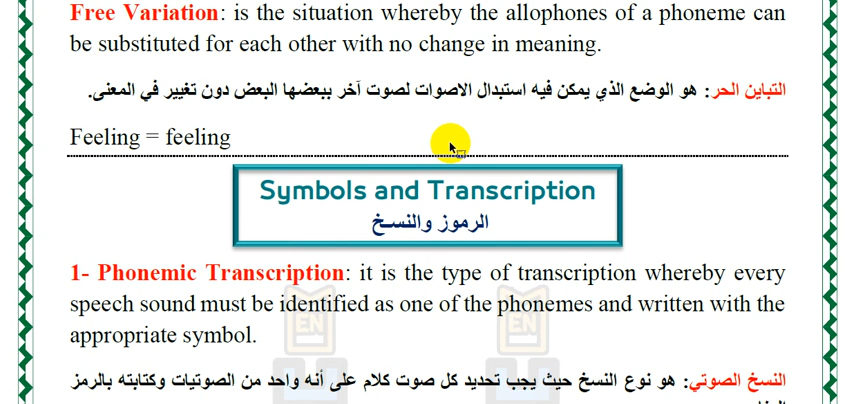 Free Variation: is the situation whereby the allophones of a phoneme can
be substituted for each other with no change in meaning.
التباين الحر: هو الوضع الذي يمكن فيه استبدال الاصوات لصوت آخر ببعضها البعض دون تغيير في المعنى.
Feeling = feeling
Symbols and Transcription
الرموز والنسخ
1- Phonemic Transcription: it is the type of transcription whereby every
speech sound must be identified as one of the phonemes and written with the
appropriate symbol.
EN EN
النسخ الصوتي: هو نوع النسخ حيث يجب تحديد كل صوت كلام على أنه واحد من الصوتيات وكتابته بالرمز